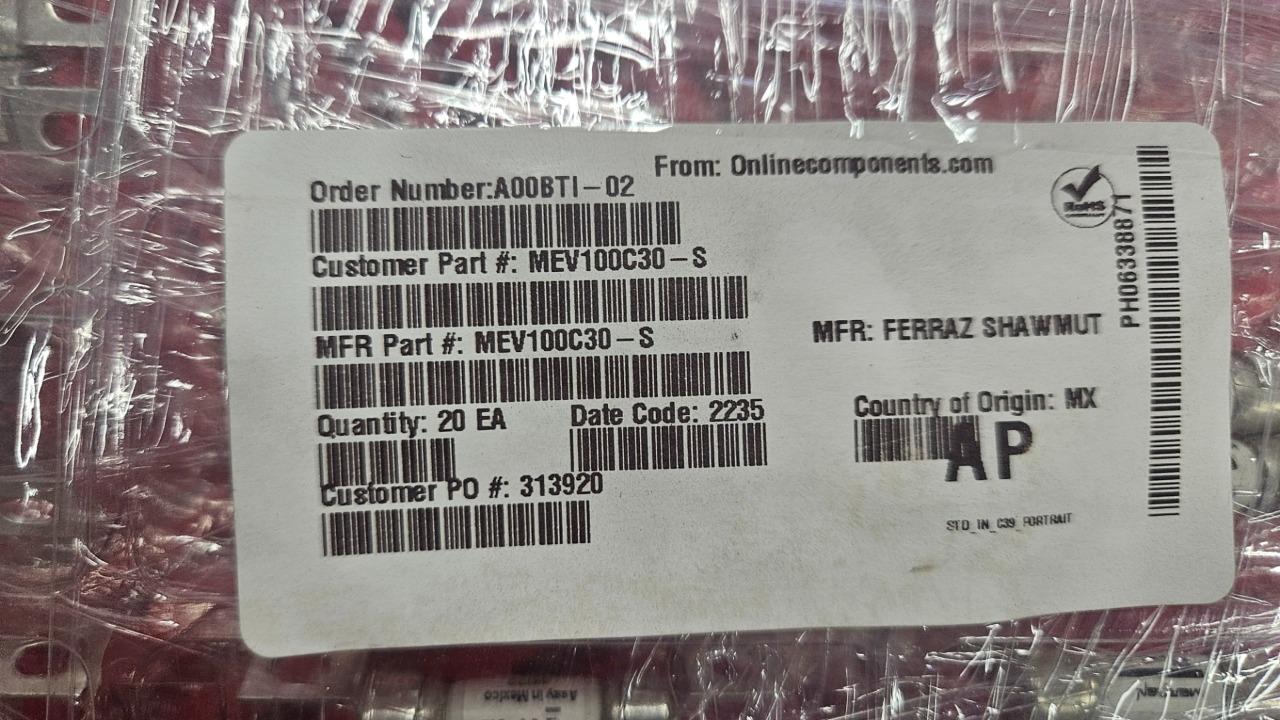 From: Onlinecomponents.com
Order Number:A00BTI-02
RoHS
PH06338871
Customer Part #: MEV100C30-S
MFR Part #: MEV100C30-S
MFR: FERRAZ SHAWMUT
Quantity: 20 EA
Date Code: 2235
Country of Origin: MX
AP
Customer PO #: 313920
STD_IN_C39_PORTRAIT
Assy in Mexico